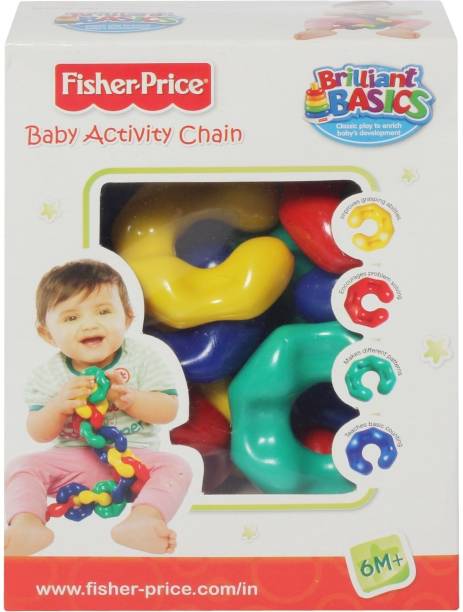 Fisher-Price®
Brilliant
BASICS
Classic play to enrich
baby's development
Baby Activity Chain
Improves grasping abilities
Encourages problem solving
Makes different patterns
Teaches basic counting
6M+
www.fisher-price.com/in